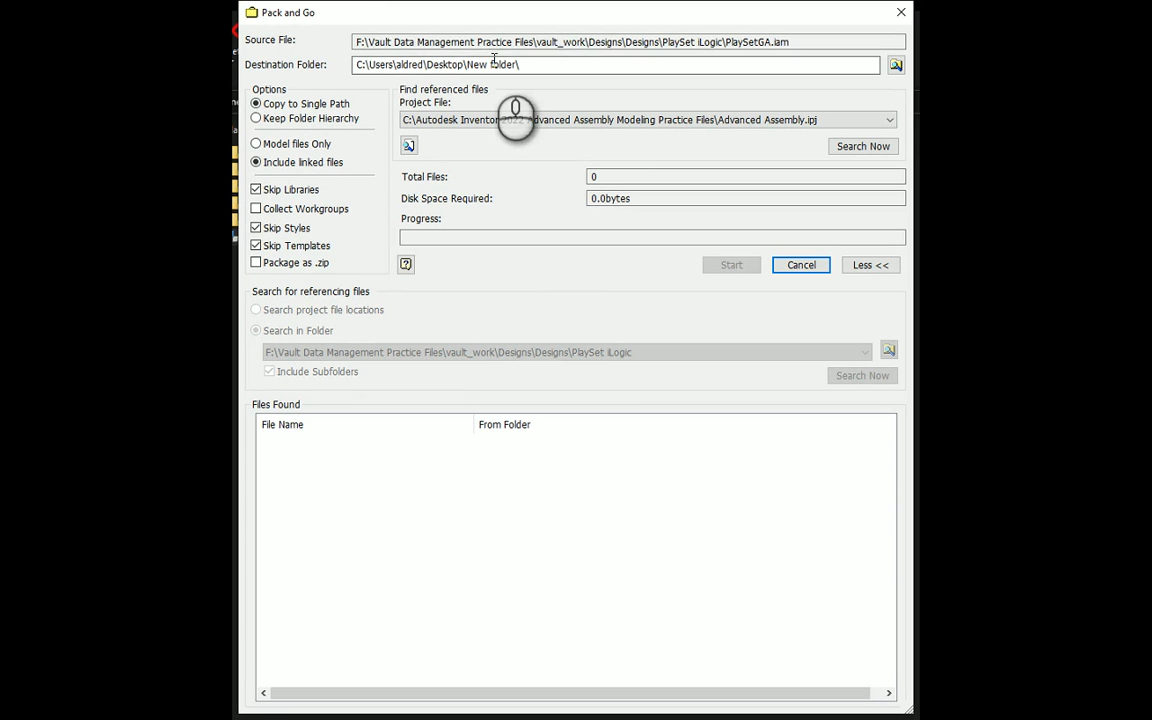 Pack and Go
Source File: F:\Vault Data Management Practice Files\vault_work\Designs\Designs\PlaySet iLogic\PlaySetGA.iam
Destination Folder: C:\Users\aldred\Desktop\New folder\
Options
Copy to Single Path
Keep Folder Hierarchy
Model files Only
Include linked files
Skip Libraries
Collect Workgroups
Skip Styles
Skip Templates
Package as .zip
Find referenced files
Project File:
C:\Autodesk Inventor 2022 Advanced Assembly Modeling Practice Files\Advanced Assembly.ipj
Search Now
Total Files: 0
Disk Space Required: 0.0bytes
Progress:
Start Cancel Less <<
Search for referencing files
Search project file locations
Search in Folder
F:\Vault Data Management Practice Files\vault_work\Designs\Designs\PlaySet iLogic
Include Subfolders
Search Now
Files Found
File Name From Folder